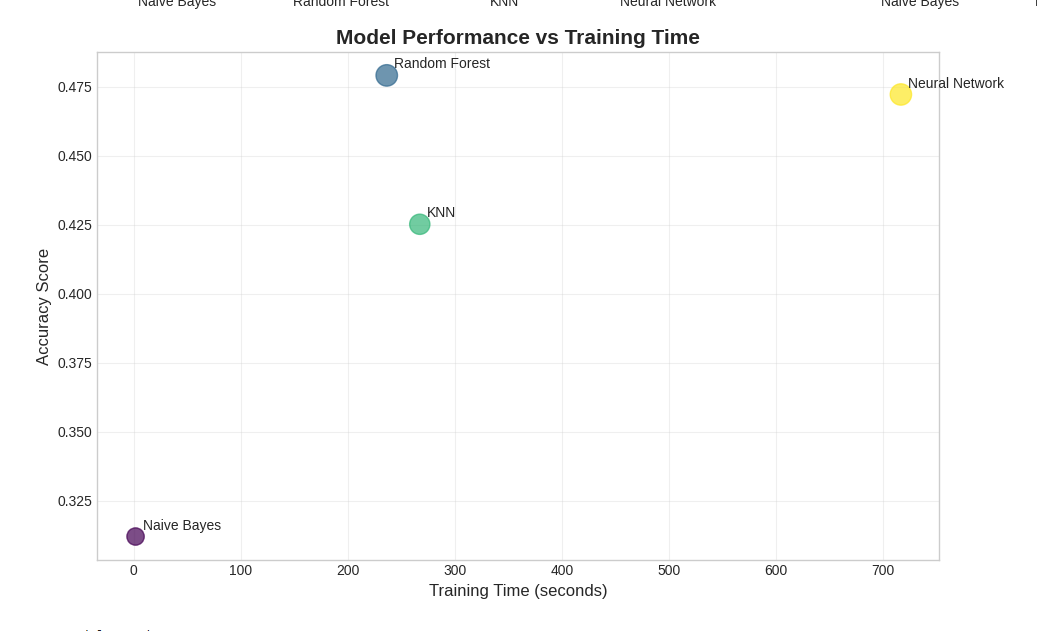 Naive Bayes Random Forest KNN Neural Network Naive Bayes
Model Performance vs Training Time
Random Forest
Neural Network
KNN
Naive Bayes
0.475
0.450
0.425
0.400
0.375
0.350
0.325
Accuracy Score
0 100 200 300 400 500 600 700
Training Time (seconds)